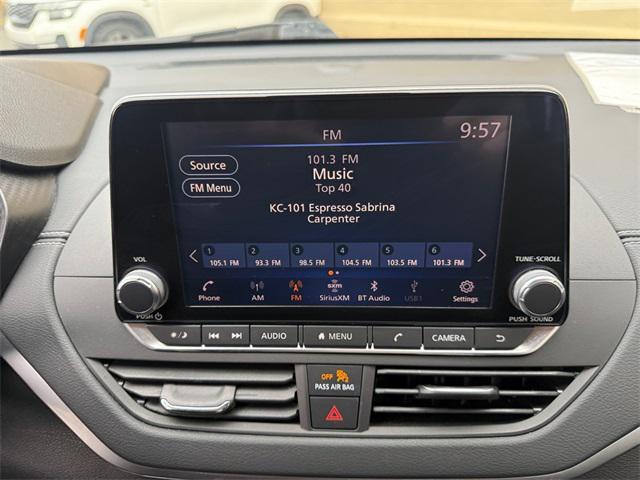 FM
9:57
Source
101.3 FM
Music
Top 40
FM Menu
KC-101 Espresso Sabrina
Carpenter
1 2 3 4 5 6
105.1 FM 93.3 FM 98.5 FM 104.5 FM 103.5 FM 101.3 FM
Phone AM FM sxm SiriusXM BT Audio USB1 Settings
VOL
TUNE·SCROLL
PUSH
PUSH SOUND
AUDIO MENU CAMERA
OFF
PASS AIR BAG